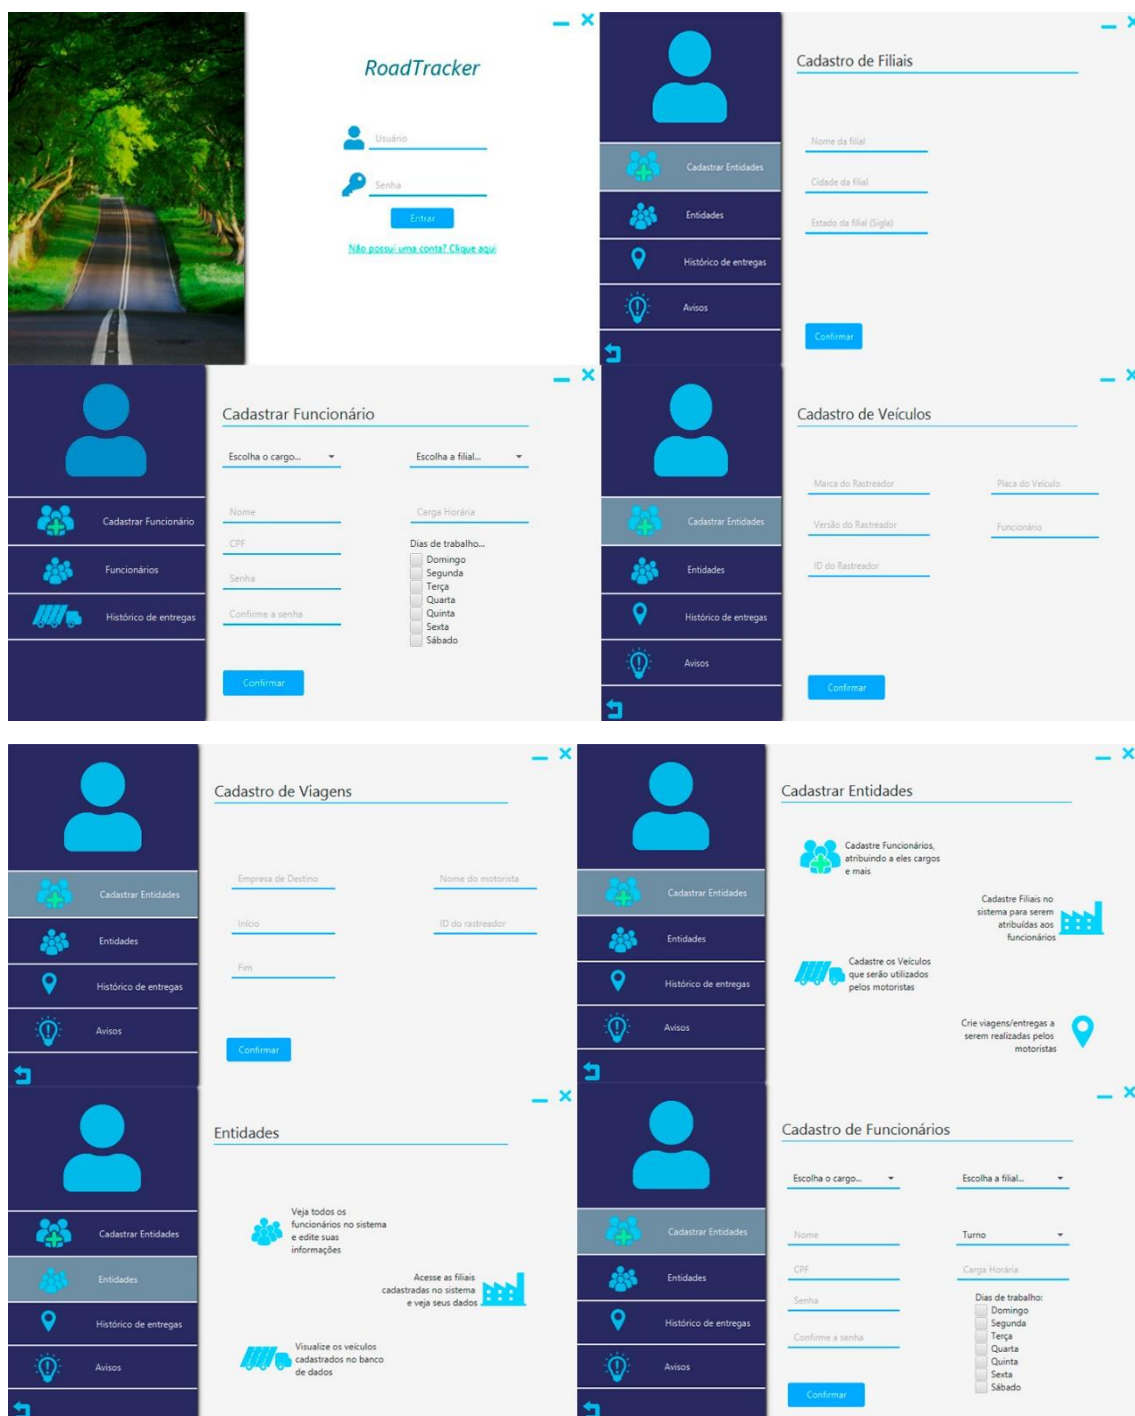 RoadTracker
Usuário
Senha
Entrar
Não possui uma conta? Clique aqui
Cadastro de Filiais
Nome da filial
Cidade da filial
Estado da filial (Sigla)
Confirmar
Cadastrar Entidades
Entidades
Histórico de entregas
Avisos
Cadastrar Funcionário
Escolha o cargo...
Escolha a filial...
Nome
Carga Horária
CPF
Dias de trabalho...
Domingo
Segunda
Senha
Terça
Quarta
Confirme a senha
Quinta
Sexta
Sábado
Confirmar
Cadastrar Funcionário
Funcionários
Histórico de entregas
Cadastro de Veículos
Marca do Rastreador
Placa do Veículo
Versão do Rastreador
Funcionário
ID do Rastreador
Confirmar
Cadastrar Entidades
Entidades
Histórico de entregas
Avisos
Cadastro de Viagens
Empresa de Destino
Nome do motorista
Início
ID do rastreador
Fim
Confirmar
Cadastrar Entidades
Entidades
Histórico de entregas
Avisos
Cadastrar Entidades
Cadastre Funcionários,
atribuindo a eles cargos
e mais
Cadastre Filiais no
sistema para serem
atribuídas aos
funcionários
Cadastre os Veículos
que serão utilizados
pelos motoristas
Crie viagens/entregas a
serem realizadas pelos
motoristas
Cadastrar Entidades
Entidades
Histórico de entregas
Avisos
Entidades
Veja todos os
funcionários no sistema
e edite suas
informações
Acesse as filiais
cadastradas no sistema
e veja seus dados
Visualize os veículos
cadastrados no banco
de dados
Cadastrar Entidades
Entidades
Histórico de entregas
Avisos
Cadastro de Funcionários
Escolha o cargo...
Escolha a filial...
Nome
Turno
CPF
Carga Horária
Senha
Dias de trabalho:
Domingo
Segunda
Confirme a senha
Terça
Quarta
Quinta
Sexta
Sábado
Confirmar
Cadastrar Entidades
Entidades
Histórico de entregas
Avisos